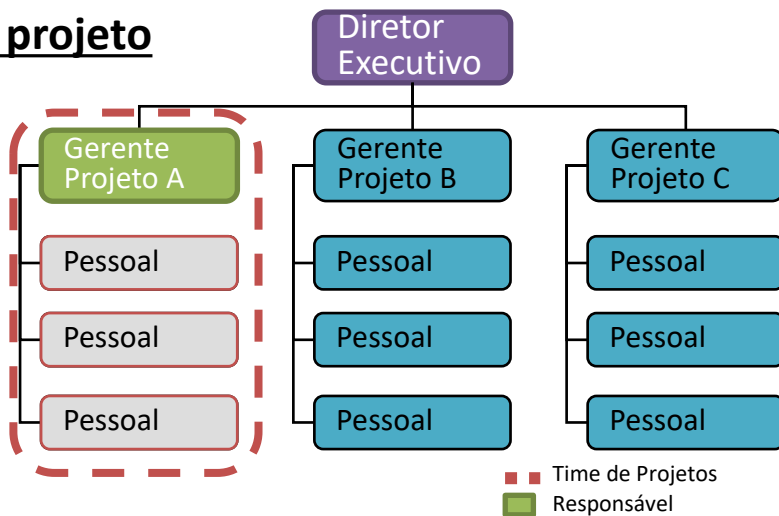 projeto
Diretor
Executivo
Gerente
Projeto A
Gerente
Projeto B
Gerente
Projeto C
Pessoal
Pessoal
Pessoal
Pessoal
Pessoal
Pessoal
Pessoal
Pessoal
Pessoal
Time de Projetos
Responsável